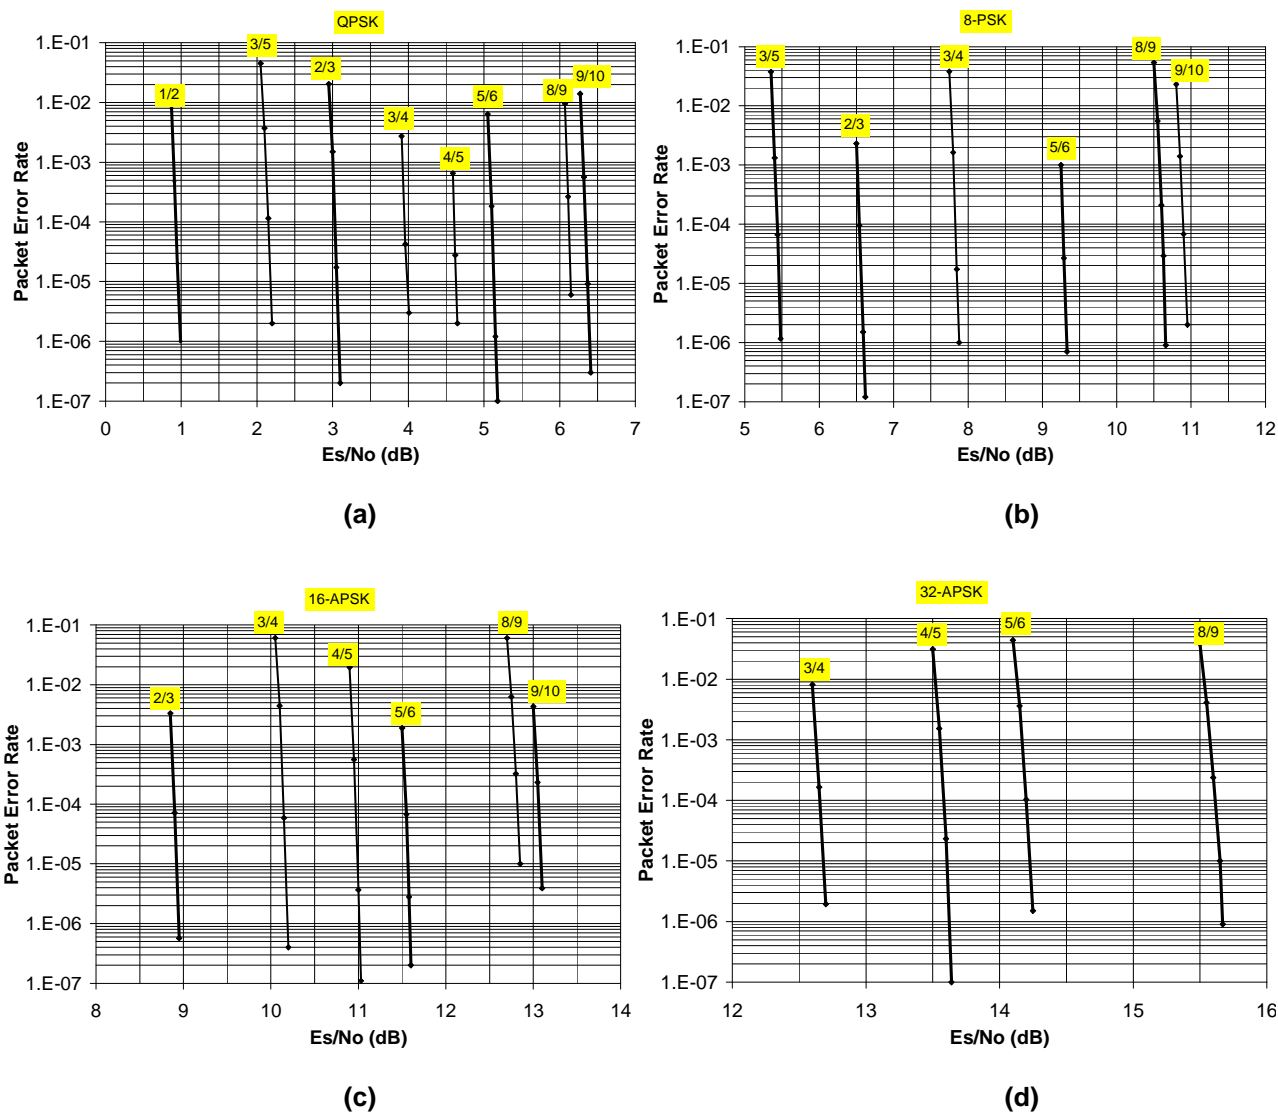 QPSK
1.E-01
1.E-02
1.E-03
1.E-04
1.E-05
1.E-06
1.E-07
Packet Error Rate
1/2
3/5
2/3
3/4
4/5
5/6
8/9
9/10
0 1 2 3 4 5 6 7
Es/No (dB)
(a)
8-PSK
1.E-01
1.E-02
1.E-03
1.E-04
1.E-05
1.E-06
1.E-07
Packet Error Rate
3/5
2/3
3/4
5/6
8/9
9/10
5 6 7 8 9 10 11 12
Es/No (dB)
(b)
16-APSK
1.E-01
1.E-02
1.E-03
1.E-04
1.E-05
1.E-06
1.E-07
Packet Error Rate
2/3
3/4
4/5
5/6
8/9
9/10
8 9 10 11 12 13 14
Es/No (dB)
(c)
32-APSK
1.E-01
1.E-02
1.E-03
1.E-04
1.E-05
1.E-06
1.E-07
Packet Error Rate
3/4
4/5
5/6
8/9
12 13 14 15 16
Es/No (dB)
(d)